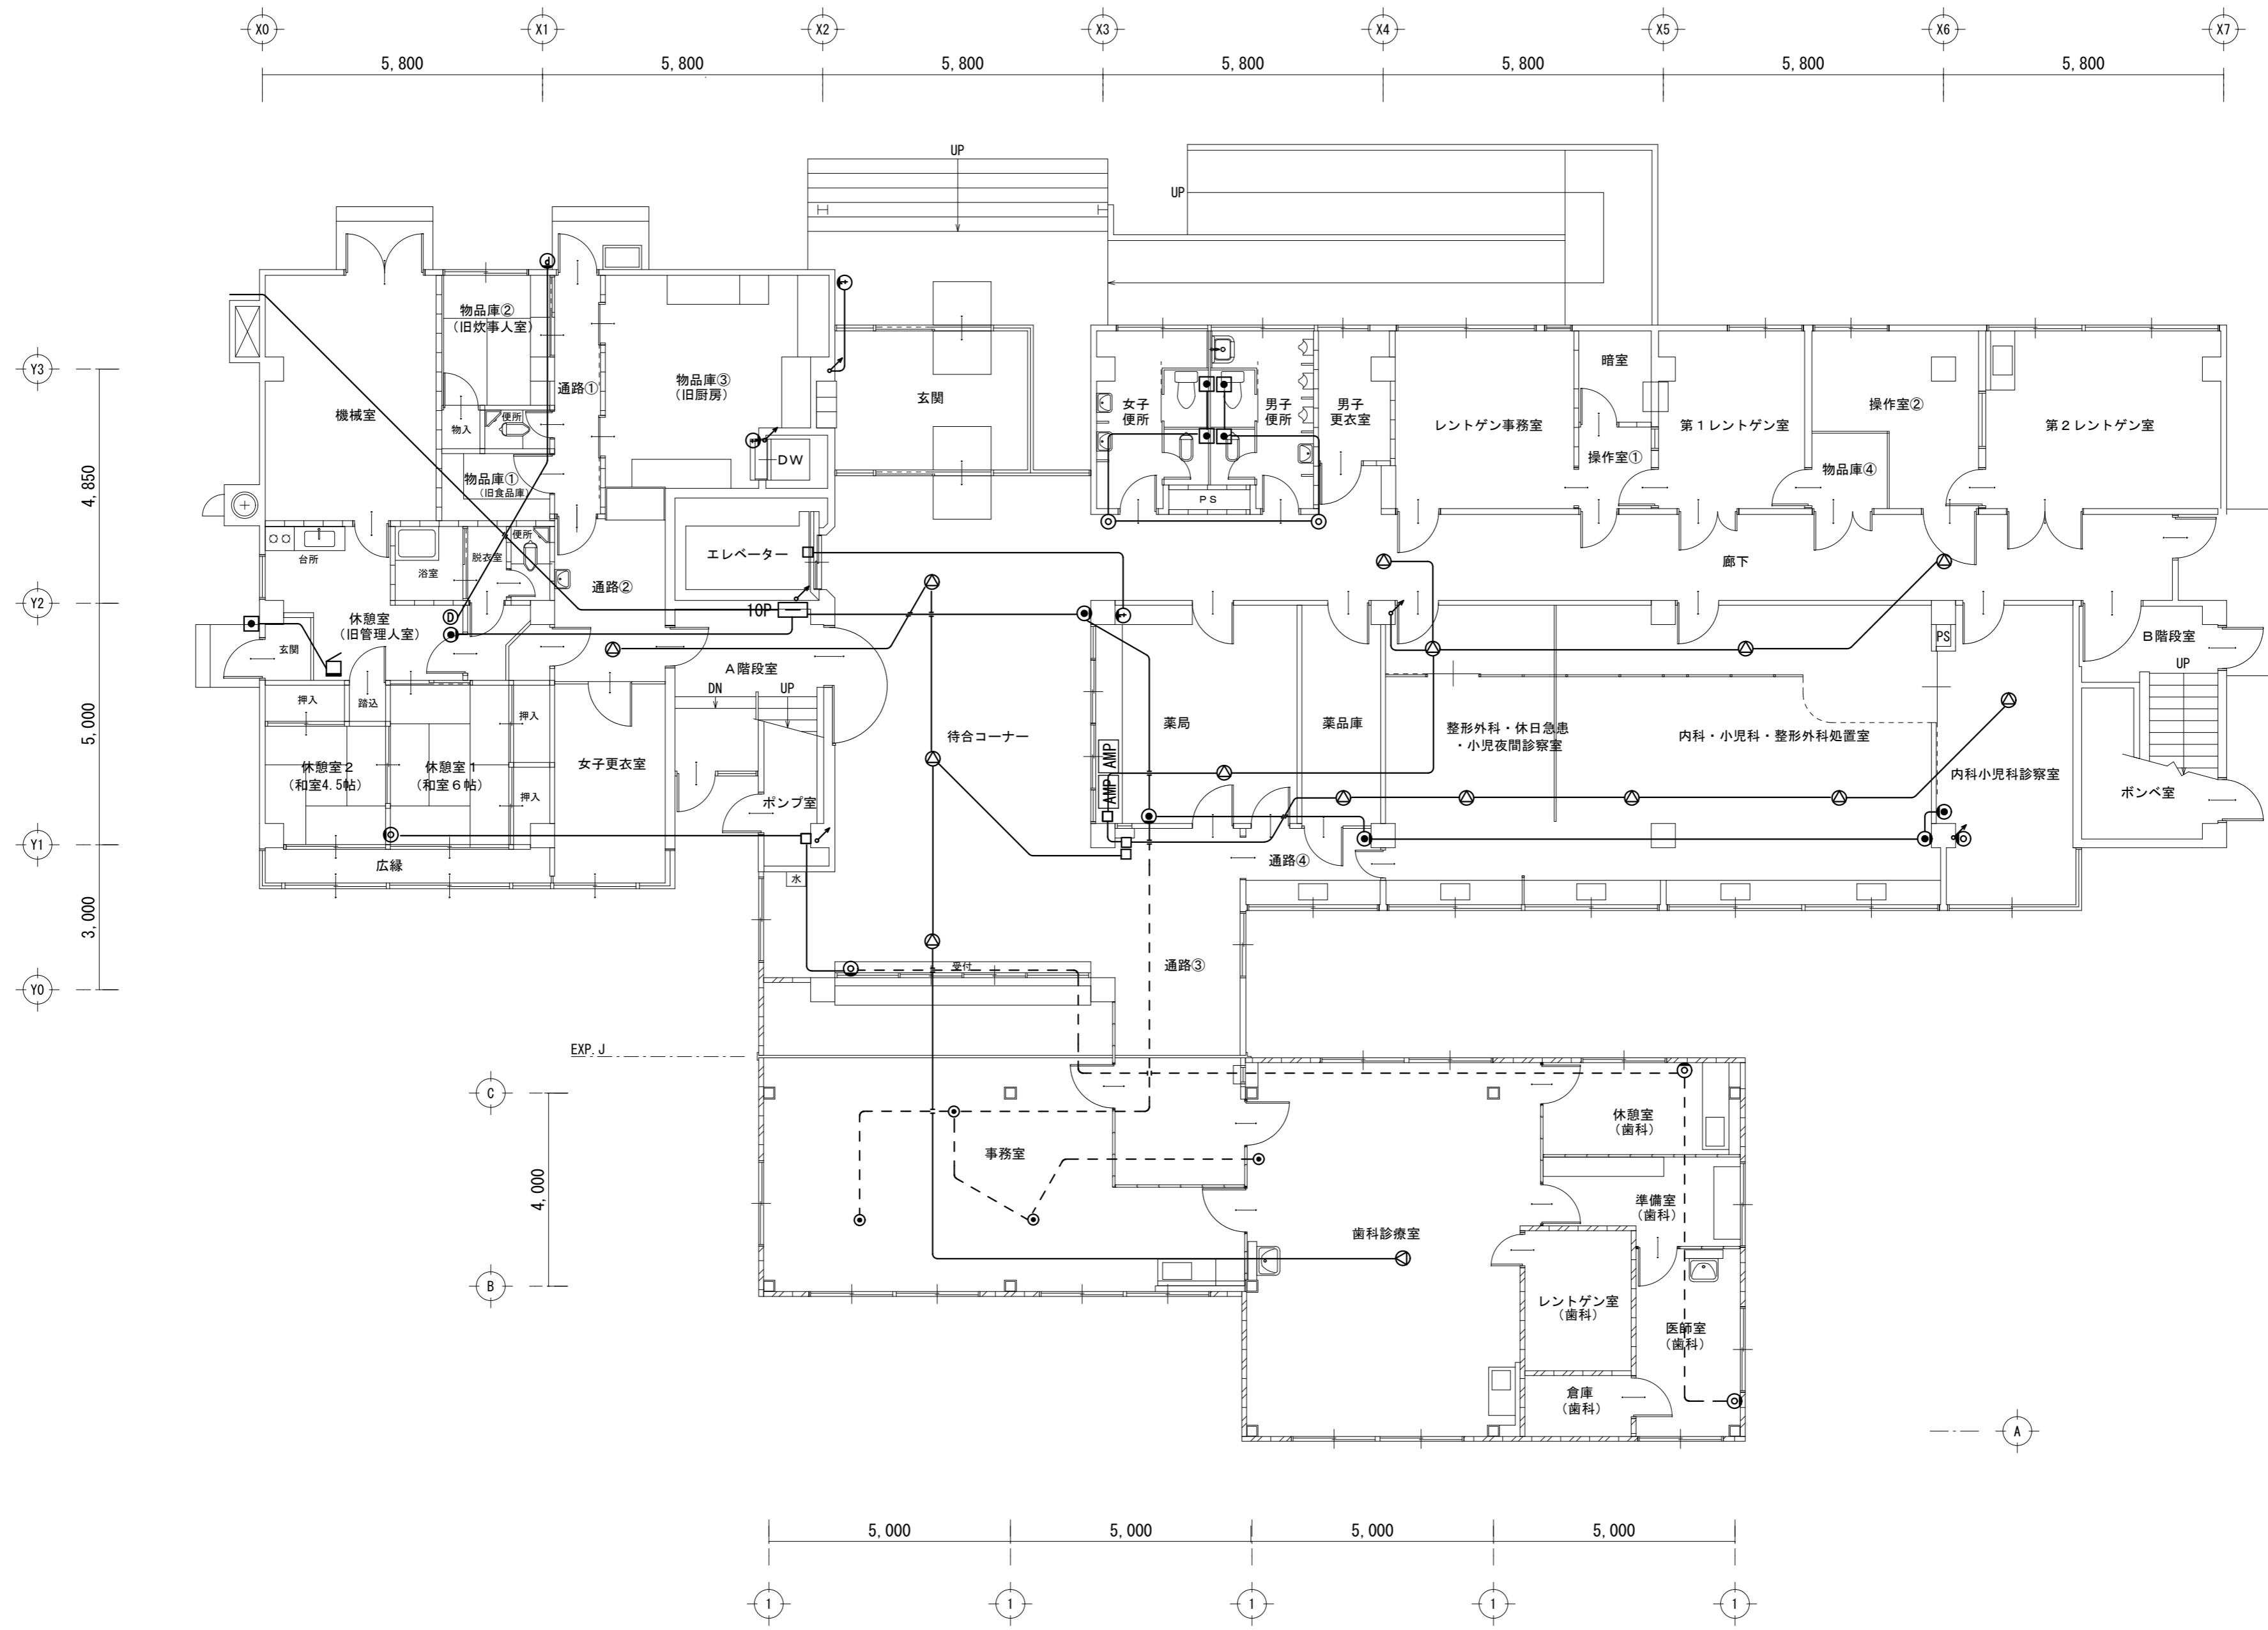 X0 X1 X2 X3 X4 X5 X6 X7
5,800 5,800 5,800 5,800 5,800 5,800 5,800
UP
UP
Y3
Y2
Y1
Y0
4,850
5,000
3,000
物品庫②
(旧炊事人室)
通路①
物品庫③
(旧厨房)
機械室
便所
物入
物品庫①
(旧食品庫)
DW
玄関
女子
便所
男子
便所
男子
更衣室
PS
レントゲン事務室
暗室
操作室①
第1レントゲン室
操作室②
物品庫④
第2レントゲン室
台所
浴室
脱衣室
便所
通路②
エレベーター
10P
廊下
休憩室
(旧管理人室)
玄関
A階段室
DN
UP
PS
B階段室
UP
押入
踏込
押入
休憩室2
(和室4.5帖)
休憩室1
(和室6帖)
押入
女子更衣室
ポンプ室
待合コーナー
薬局
AMP
AMP
薬品庫
整形外科・休日急患
・小児夜間診察室
内科・小児科・整形外科処置室
内科小児科診察室
ボンベ室
広縁
D
水
通路④
受付
通路③
EXP.J
C
B
4,000
事務室
休憩室
(歯科)
準備室
(歯科)
歯科診療室
レントゲン室
(歯科)
医師室
(歯科)
倉庫
(歯科)
A
5,000 5,000 5,000 5,000
1 1 1 1 1